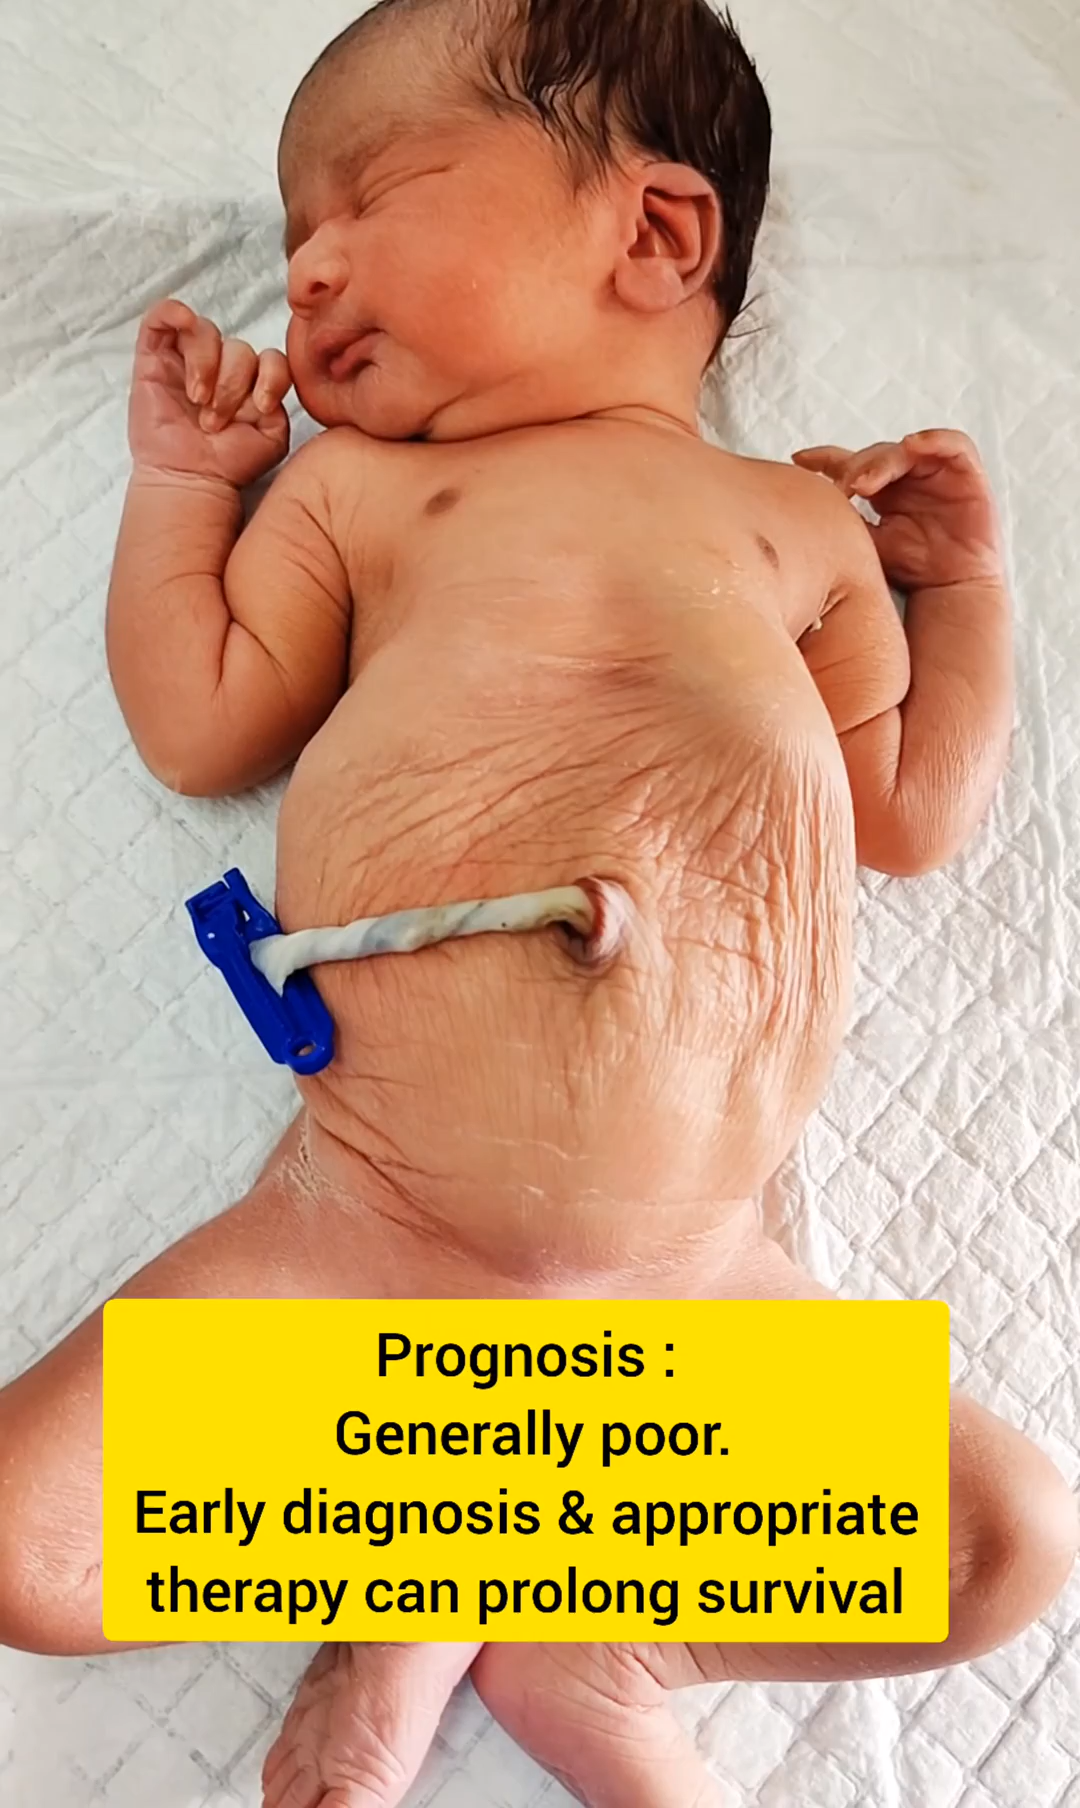 Prognosis :
Generally poor.
Early diagnosis & appropriate
therapy can prolong survival